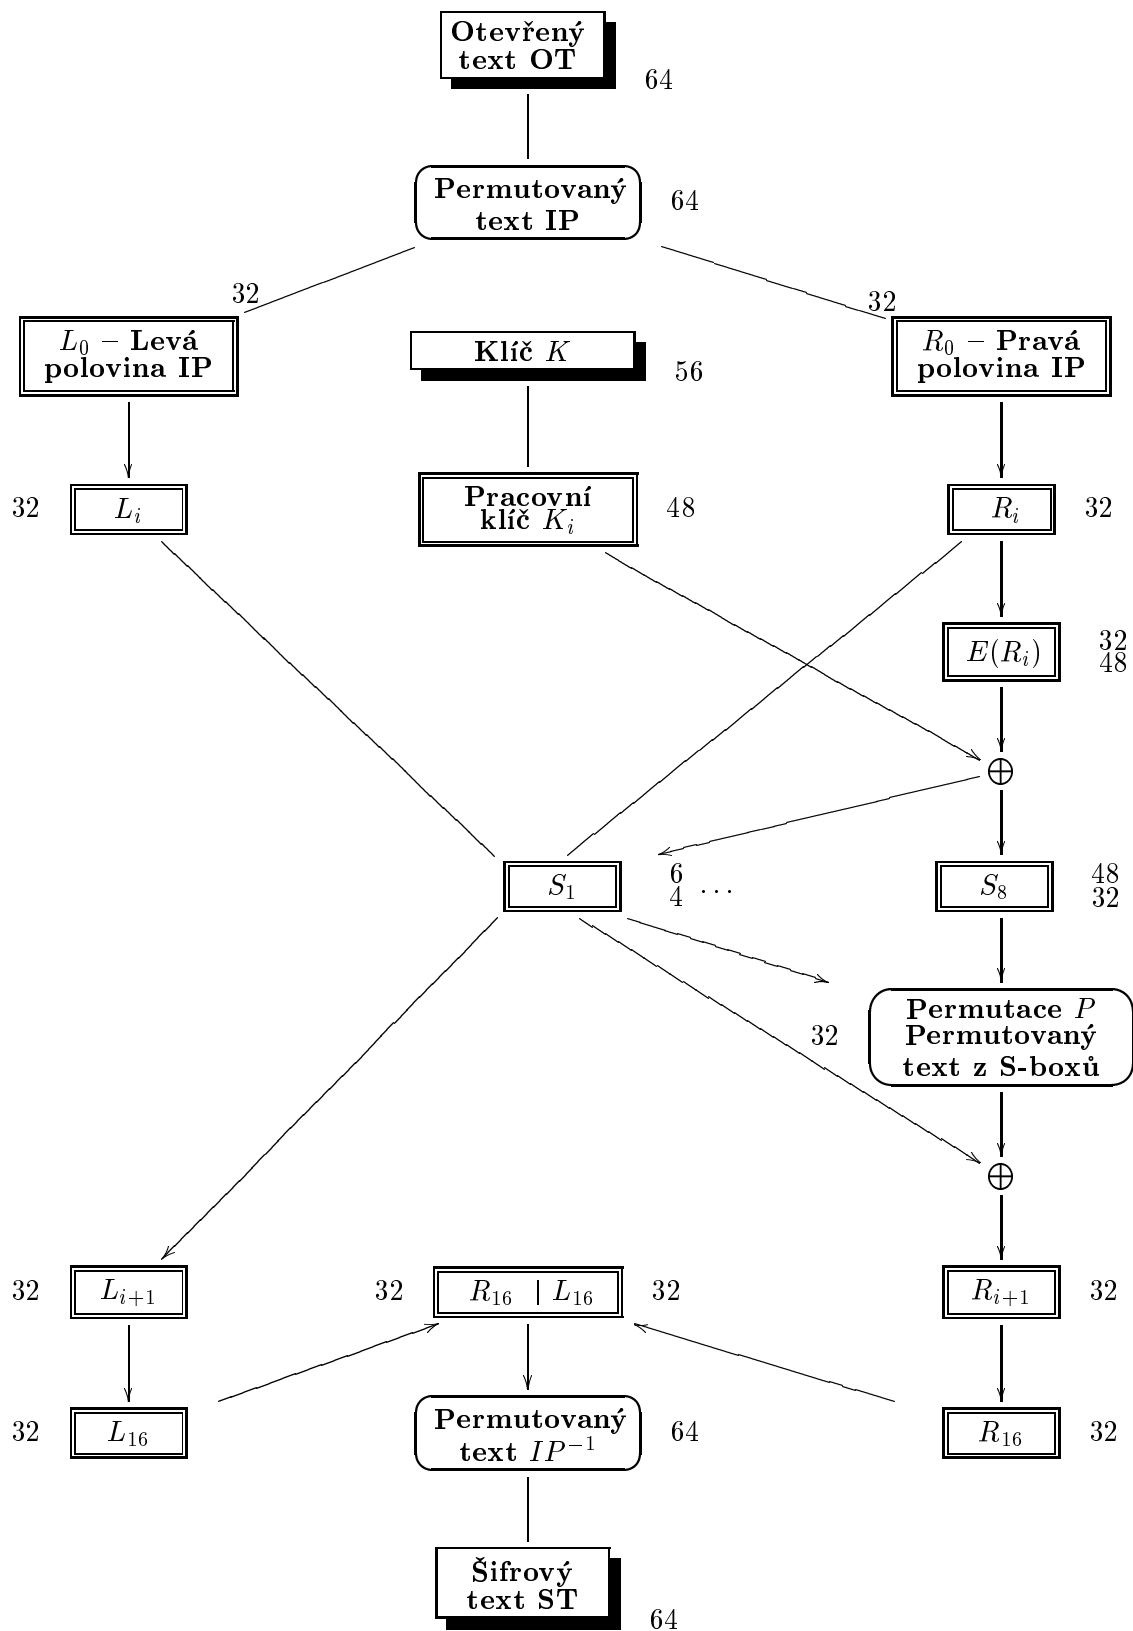 Otevřený
text OT
64
Permutovaný
text IP
64
32
32
L₀ – Levá
polovina IP
Klíč K
56
R₀ – Pravá
polovina IP
32
Lᵢ
Pracovní
klíč Kᵢ
48
Rᵢ
32
E(Rᵢ)
32
48
⊕
S₁
6
4
...
S₈
48
32
Permutace P
Permutovaný
text z S-boxů
32
⊕
32
Lᵢ₊₁
32
R₁₆ | L₁₆
32
Rᵢ₊₁
32
32
L₁₆
Permutovaný
text IP⁻¹
64
R₁₆
32
Šifrový
text ST
64